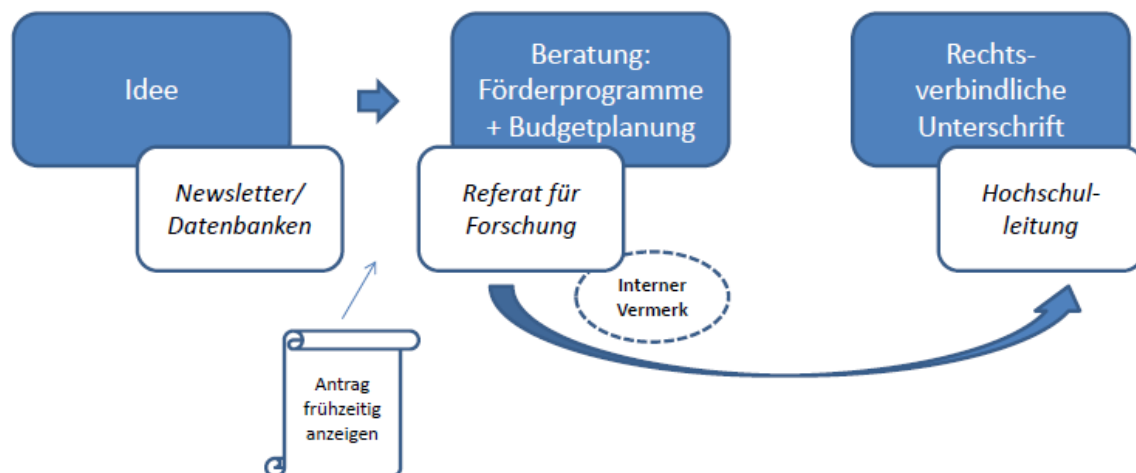 Idee
Newsletter/
Datenbanken
Beratung:
Förderprogramme
+ Budgetplanung
Referat für
Forschung
Rechts-
verbindliche
Unterschrift
Hochschul-
leitung
Interner
Vermerk
Antrag
frühzeitig
anzeigen